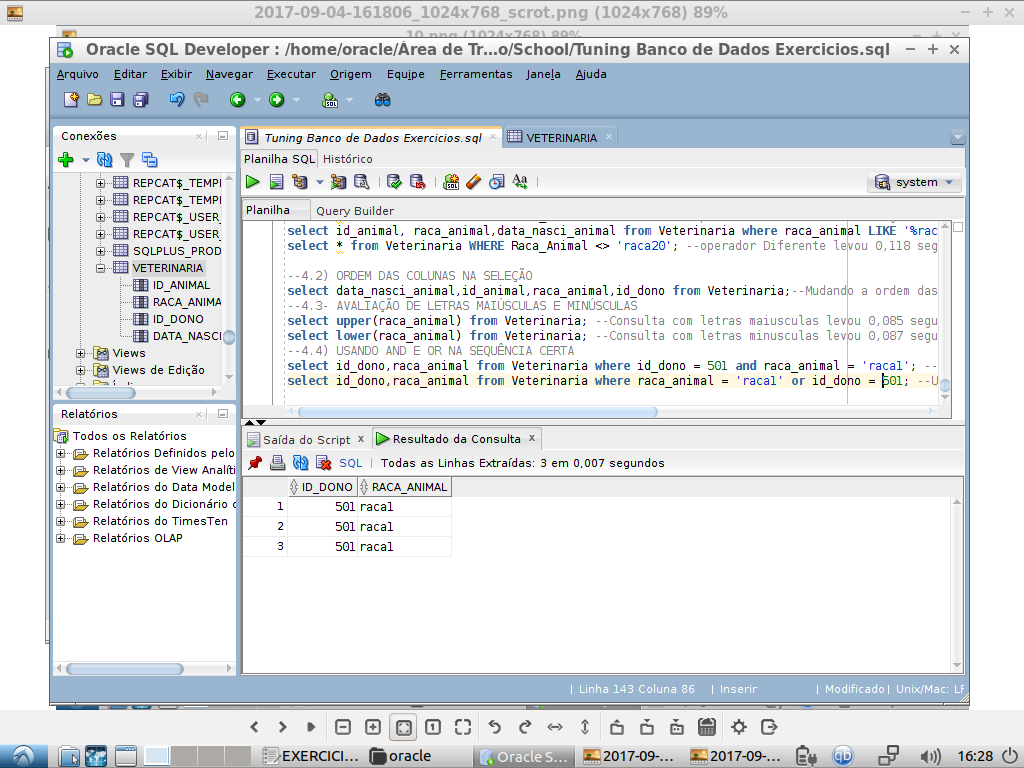 2017-09-04-161806_1024x768_scrot.png (1024x768) 89%
Oracle SQL Developer : /home/oracle/Área de Tr...o/School/Tuning Banco de Dados Exercicios.sql
Arquivo Editar Exibir Navegar Executar Origem Equipe Ferramentas Janela Ajuda
Conexões
REPCAT$_TEMPI
REPCAT$_TEMPI
REPCAT$_USER_
REPCAT$_USER_
SQLPLUS_PROD
VETERINARIA
ID_ANIMAL
RACA_ANIMA
ID_DONO
DATA_NASCI
Views
Views de Edição
Relatórios
Todos os Relatórios
Relatórios Definidos pelo
Relatórios de View Analíti
Relatórios do Data Model
Relatórios do Dicionário d
Relatórios do TimesTen
Relatórios OLAP
Tuning Banco de Dados Exercicios.sql
VETERINARIA
Planilha SQL Histórico
system
Planilha Query Builder
select id_animal, raca_animal,data_nasci_animal from Veterinaria where raca_animal LIKE '%rac
select * from Veterinaria WHERE Raca_Animal <> 'raca20'; --operador Diferente levou 0,118 seg
--4.2) ORDEM DAS COLUNAS NA SELEÇÃO
select data_nasci_animal,id_animal,raca_animal,id_dono from Veterinaria;--Mudando a ordem das
--4.3- AVALIAÇÃO DE LETRAS MAIÚSCULAS E MINÚSCULAS
select upper(raca_animal) from Veterinaria; --Consulta com letras maiusculas levou 0,085 segu
select lower(raca_animal) from Veterinaria; --Consulta com letras minusculas levou 0,087 segu
--4.4) USANDO AND E OR NA SEQUÊNCIA CERTA
select id_dono,raca_animal from Veterinaria where id_dono = 501 and raca_animal = 'raca1'; --
select id_dono,raca_animal from Veterinaria where raca_animal = 'raca1' or id_dono = 501; --U
Saída do Script x Resultado da Consulta x
SQL | Todas as Linhas Extraídas: 3 em 0,007 segundos
ID_DONO RACA_ANIMAL
1 501 raca1
2 501 raca1
3 501 raca1
| Linha 143 Coluna 86 | Inserir | Modificado | Unix/Mac: LF
EXERCICI... oracle Oracle S... 2017-09-... 2017-09-... qb 16:28